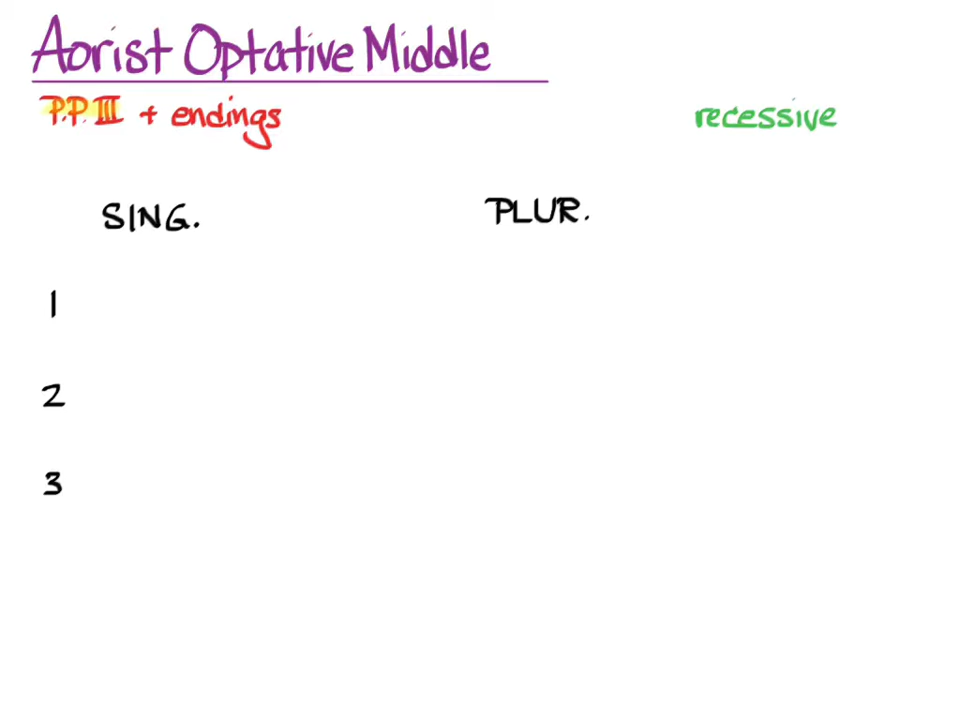 Aorist Optative Middle
P.P. III + endings
recessive
SING.
PLUR.
1
2
3